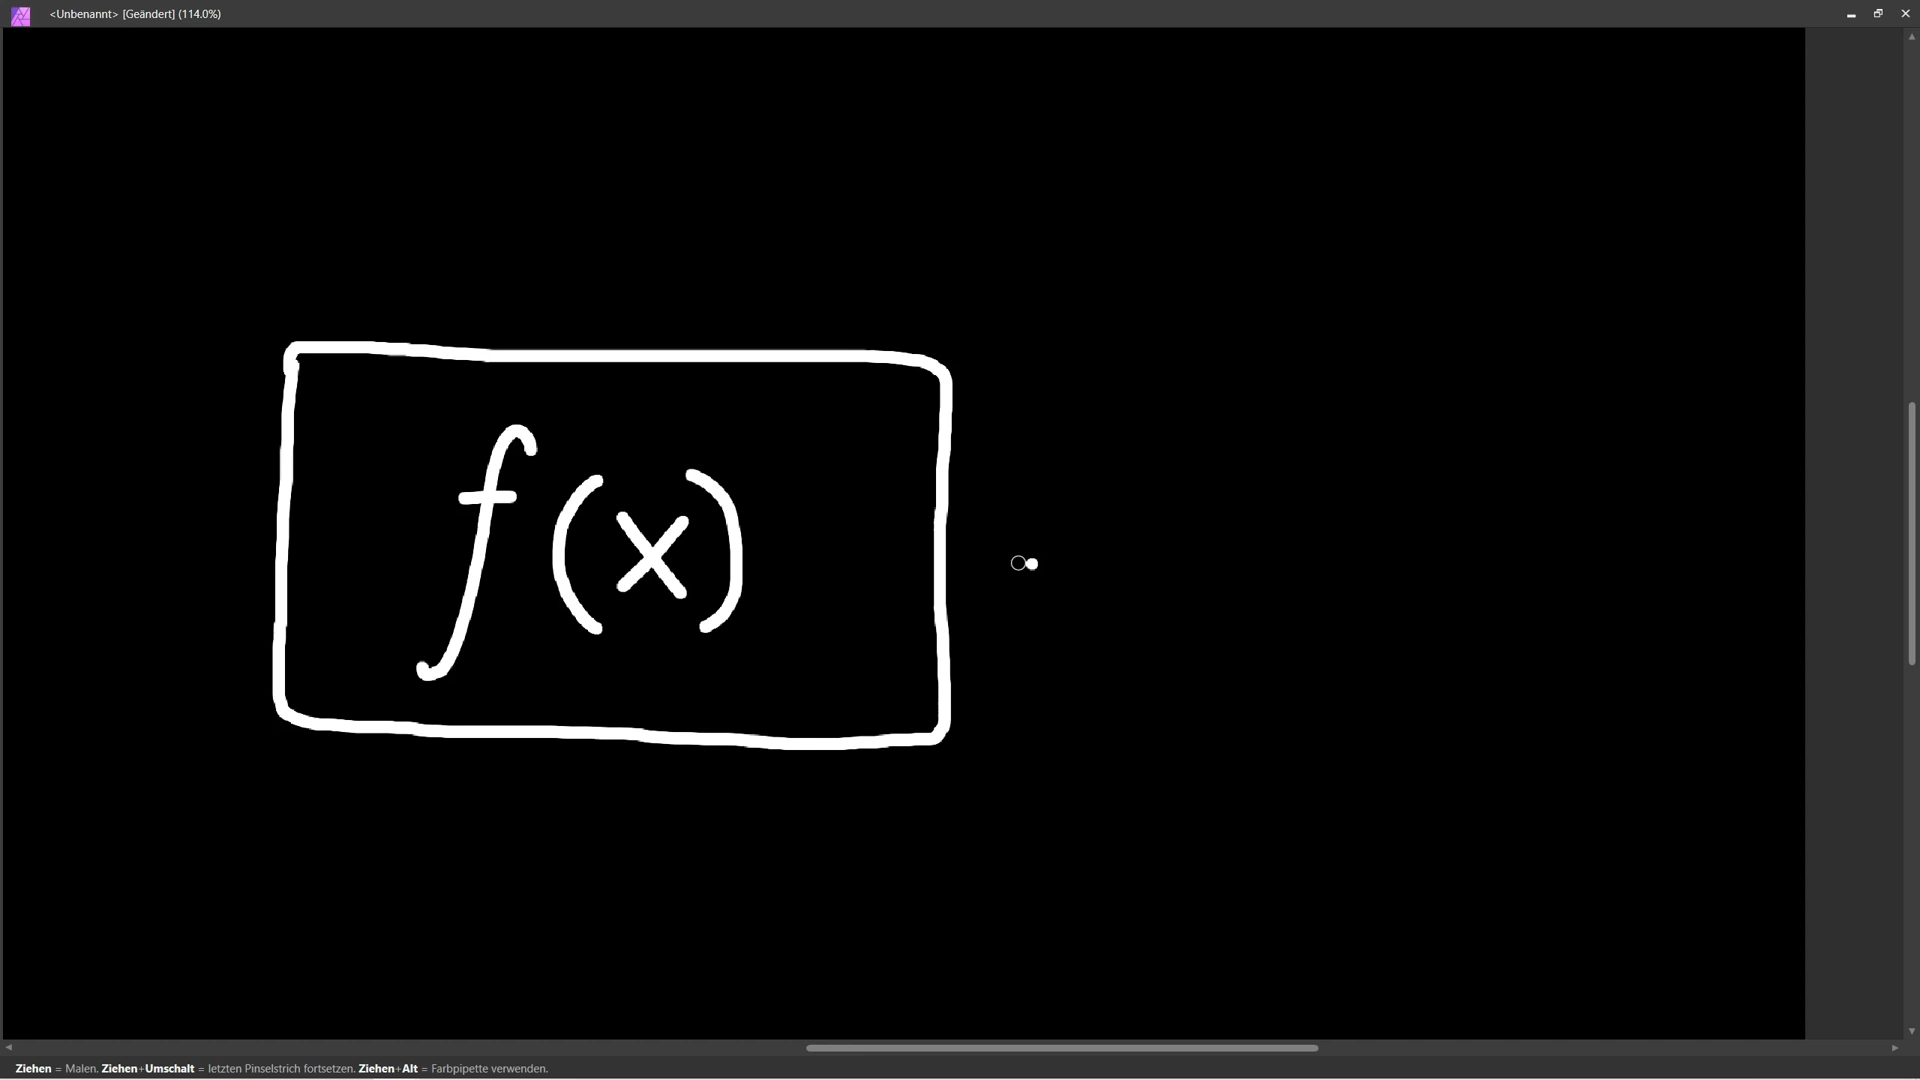 <Unbenannt> [Geändert] (114.0%)
f(x)
Ziehen = Malen. Ziehen+Umschalt = letzten Pinselstrich fortsetzen. Ziehen+Alt = Farbpipette verwenden.